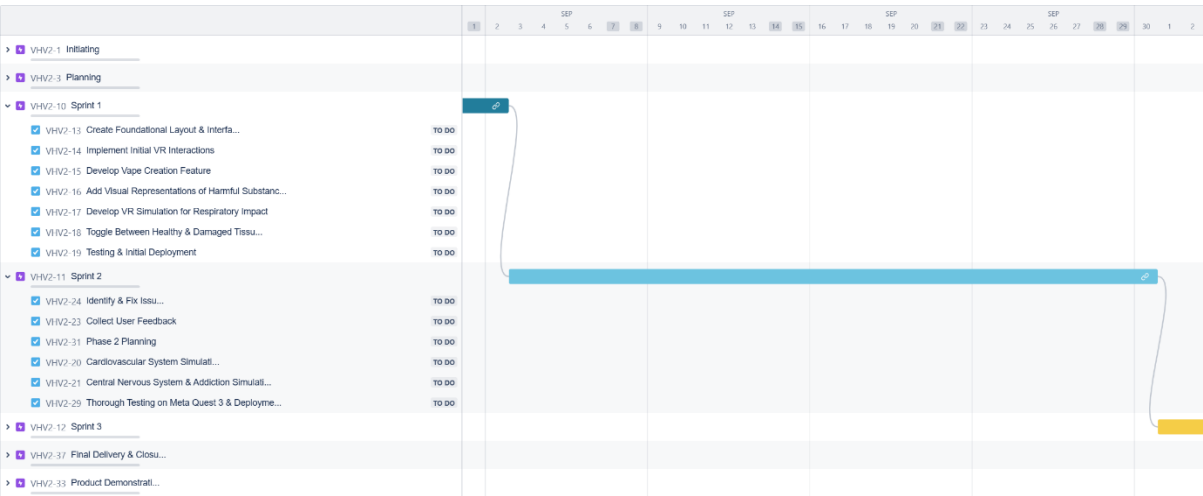 SEP SEP SEP SEP
1 2 3 4 5 6 7 8 9 10 11 12 13 14 15 16 17 18 19 20 21 22 23 24 25 26 27 28 29 30 1 2
VHV2-1 Initiating
VHV2-3 Planning
VHV2-10 Sprint 1
VHV2-13 Create Foundational Layout & Interfa... TO DO
VHV2-14 Implement Initial VR Interactions TO DO
VHV2-15 Develop Vape Creation Feature TO DO
VHV2-16 Add Visual Representations of Harmful Substanc... TO DO
VHV2-17 Develop VR Simulation for Respiratory Impact TO DO
VHV2-18 Toggle Between Healthy & Damaged Tissu... TO DO
VHV2-19 Testing & Initial Deployment TO DO
VHV2-11 Sprint 2
VHV2-24 Identify & Fix Issu... TO DO
VHV2-23 Collect User Feedback TO DO
VHV2-31 Phase 2 Planning TO DO
VHV2-20 Cardiovascular System Simulati... TO DO
VHV2-21 Central Nervous System & Addiction Simulati... TO DO
VHV2-29 Thorough Testing on Meta Quest 3 & Deployme... TO DO
VHV2-12 Sprint 3
VHV2-37 Final Delivery & Closu...
VHV2-33 Product Demonstrati...